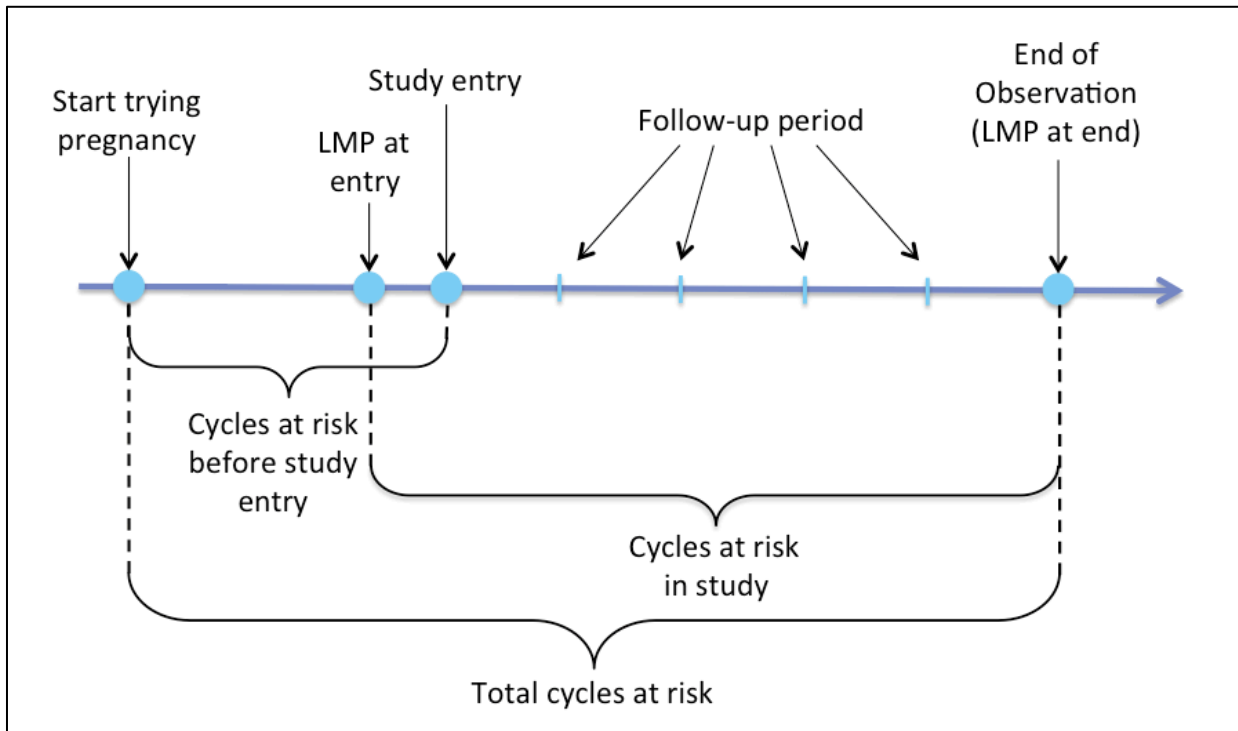 Start trying
pregnancy
LMP at
entry
Study entry
Follow-up period
End of
Observation
(LMP at end)
Cycles at risk
before study
entry
Cycles at risk
in study
Total cycles at risk